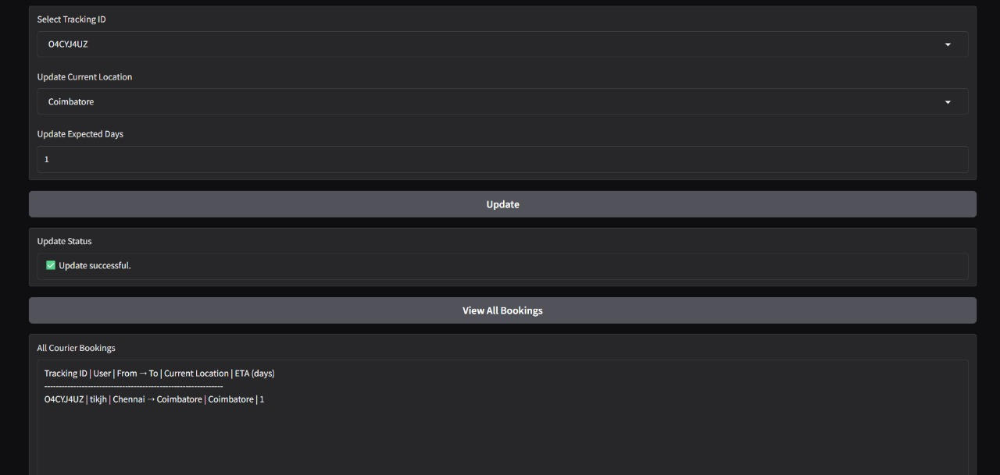 Select Tracking ID
O4CYJ4UZ
Update Current Location
Coimbatore
Update Expected Days
1
Update
Update Status
✅ Update successful.
View All Bookings
All Courier Bookings
Tracking ID | User | From → To | Current Location | ETA (days)
------------------------------------------------------------
O4CYJ4UZ | tikjh | Chennai → Coimbatore | Coimbatore | 1